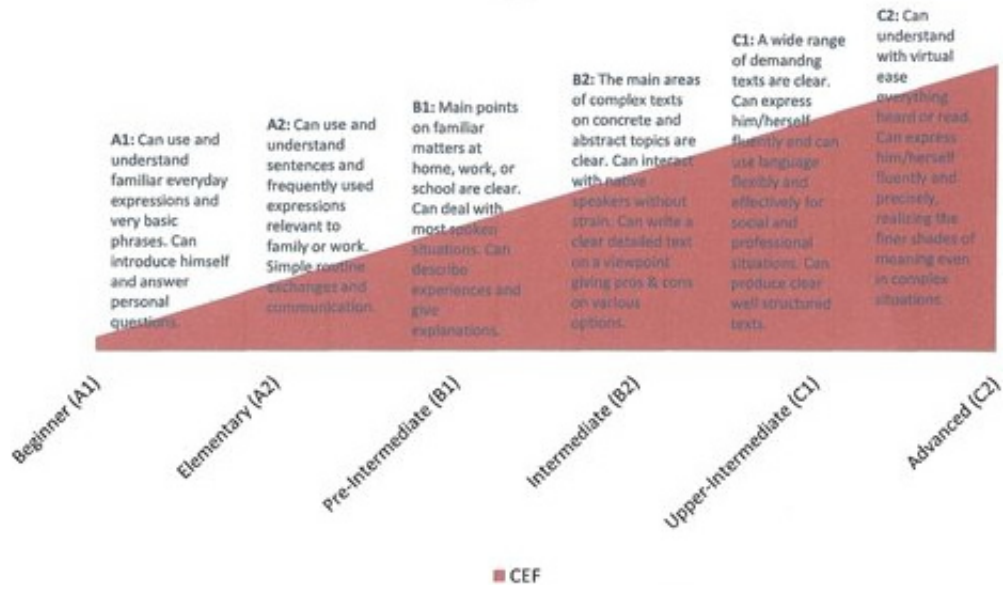 A1: Can use and
understand
familiar everyday
expressions and
very basic
phrases. Can
introduce himself
and answer
personal
questions.
A2: Can use and
understand
sentences and
frequently used
expressions
relevant to
family or work.
Simple routine
exchanges and
communication.
B1: Main points
on familiar
matters at
home, work, or
school are clear.
Can deal with
most spoken
situations. Can
describe
experiences and
give
explanations.
B2: The main areas
of complex texts
on concrete and
abstract topics are
clear. Can interact
with native
speakers without
strain. Can write a
clear detailed text
on a viewpoint
giving pros & cons
on various
options.
C1: A wide range
of demandng
texts are clear.
Can express
him/herself
fluently and can
use language
flexibly and
effectively for
social and
professional
situations. Can
produce clear
well structured
texts.
C2: Can
understand
with virtual
ease
everything
heard or read.
Can express
him/herself
fluently and
precisely,
realizing the
finer shades of
meaning even
in complex
situations.
Beginner (A1)
Elementary (A2)
Pre-Intermediate (B1)
Intermediate (B2)
Upper-Intermediate (C1)
Advanced (C2)
CEF